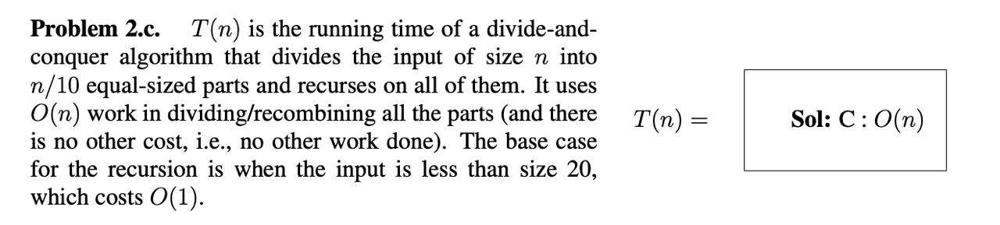 Problem 2.c. T(n) is the running time of a divide-and-
conquer algorithm that divides the input of size n into
n/10 equal-sized parts and recurses on all of them. It uses
O(n) work in dividing/recombining all the parts (and there
is no other cost, i.e., no other work done). The base case
for the recursion is when the input is less than size 20,
which costs O(1).
T(n) =
Sol: C : O(n)